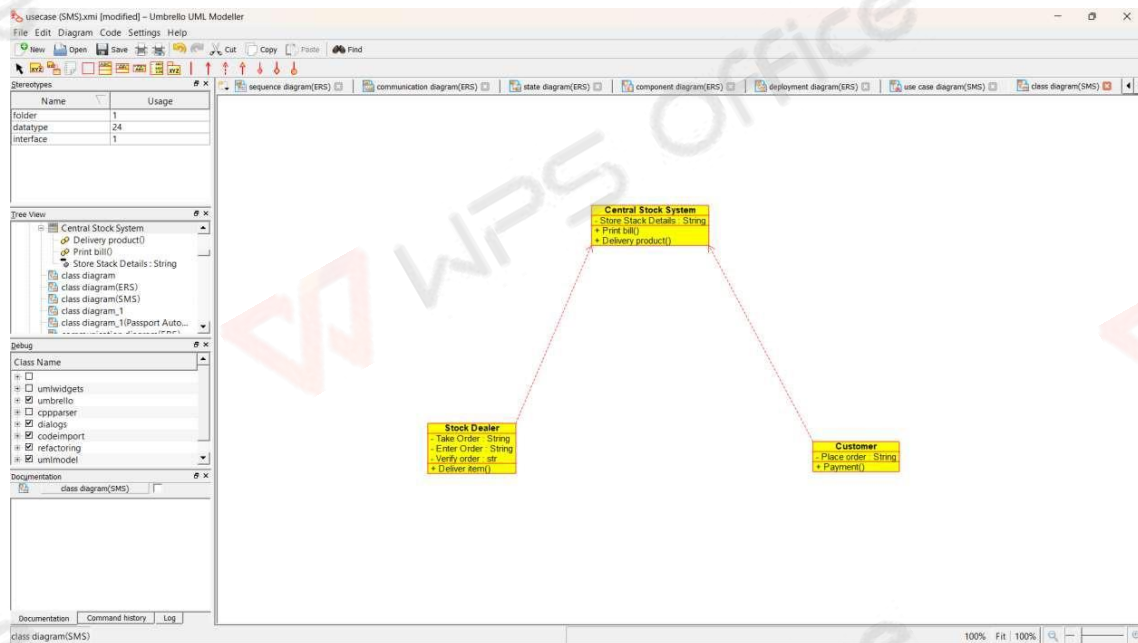 usecase (SMS).xmi [modified] – Umbrello UML Modeller
File Edit Diagram Code Settings Help
New Open Save Cut Copy Paste Find
Stereotypes
Name Usage
folder 1
datatype 24
interface 1
Tree View
Central Stock System
Delivery product()
Print bill()
Store Stack Details : String
class diagram
class diagram(ERS)
class diagram(SMS)
class diagram_1
class diagram_1(Passport Auto...
Debug
Class Name
umlwidgets
umbrello
cppparser
dialogs
codeimport
refactoring
umlmodel
Documentation
class diagram(SMS)
Documentation Command history Log
class diagram(SMS)
sequence diagram(ERS) communication diagram(ERS) state diagram(ERS) component diagram(ERS) deployment diagram(ERS) use case diagram(SMS) class diagram(SMS)
Central Stock System
- Store Stack Details : String
+ Print bill()
+ Delivery product()
Stock Dealer
- Take Order : String
- Enter Order : String
- Verify order : str
+ Deliver item()
Customer
- Place order : String
+ Payment()
100% Fit 100%
WPS Office